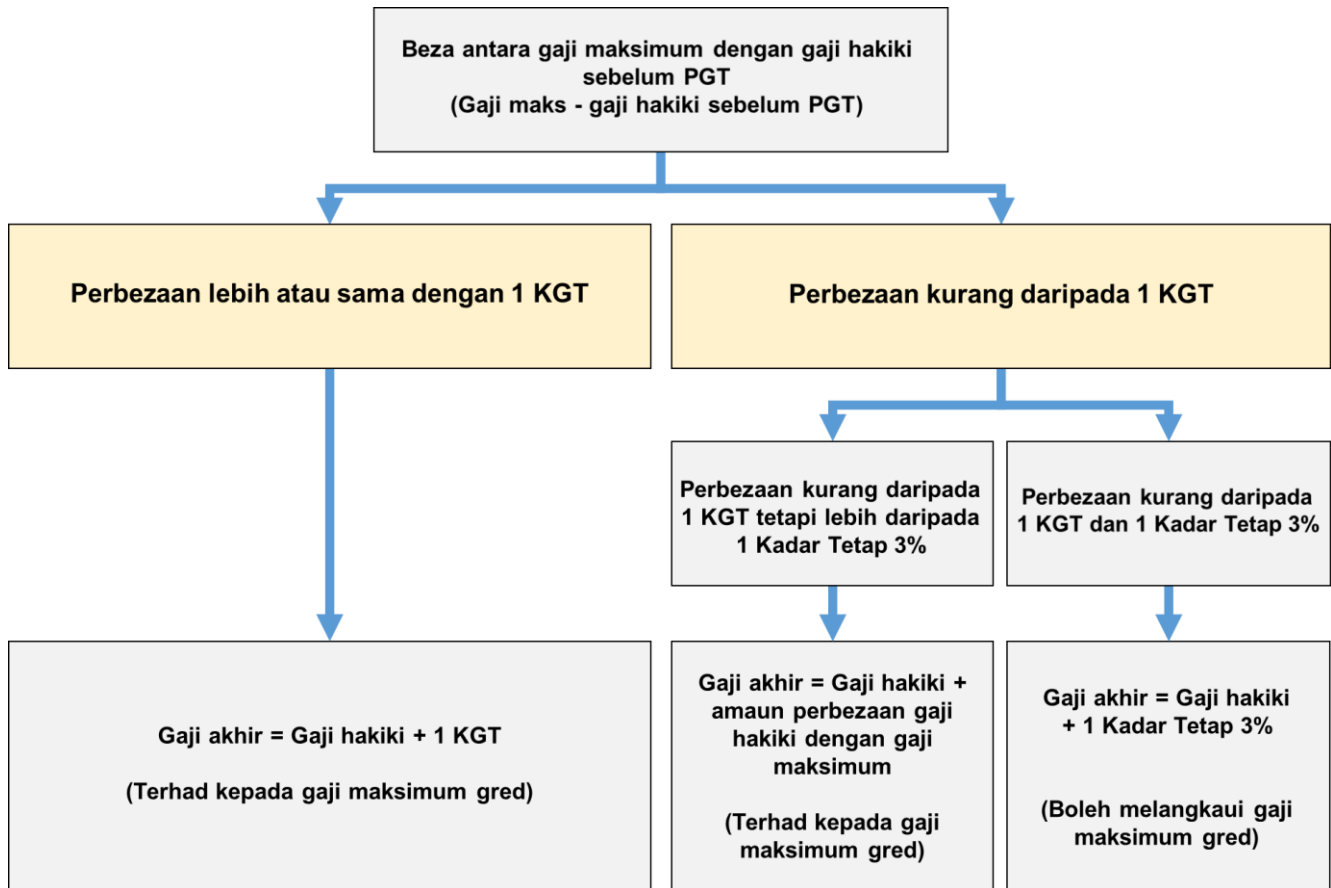 Beza antara gaji maksimum dengan gaji hakiki
sebelum PGT
(Gaji maks - gaji hakiki sebelum PGT)
Perbezaan lebih atau sama dengan 1 KGT
Perbezaan kurang daripada 1 KGT
Perbezaan kurang daripada
1 KGT tetapi lebih daripada
1 Kadar Tetap 3%
Perbezaan kurang daripada
1 KGT dan 1 Kadar Tetap 3%
Gaji akhir = Gaji hakiki + 1 KGT
(Terhad kepada gaji maksimum gred)
Gaji akhir = Gaji hakiki +
amaun perbezaan gaji
hakiki dengan gaji
maksimum
(Terhad kepada gaji
maksimum gred)
Gaji akhir = Gaji hakiki
+ 1 Kadar Tetap 3%
(Boleh melangkaui gaji
maksimum gred)